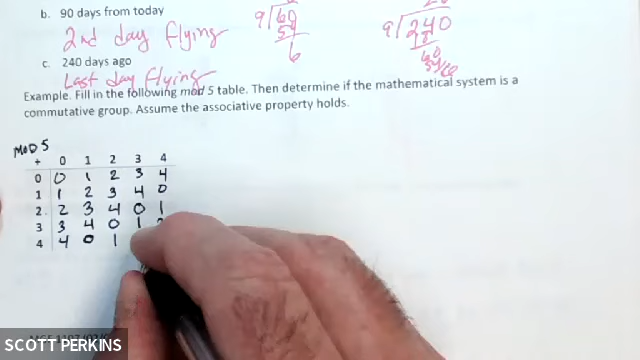 b. 90 days from today
2nd day flying
9 60
54
6
9 240
18
60
c. 240 days ago
Last day flying
Example. Fill in the following mod 5 table. Then determine if the mathematical system is a
commutative group. Assume the associative property holds.
MOD 5
+ 0 1 2 3 4
0 0 1 2 3 4
1 1 2 3 4 0
2 2 3 4 0 1
3 3 4 0 1
4 4 0 1
SCOTT PERKINS